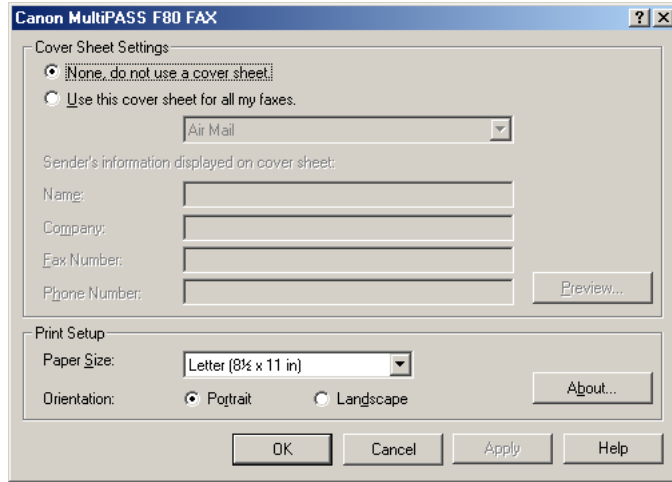 Canon MultiPASS F80 FAX
Cover Sheet Settings
None, do not use a cover sheet.
Use this cover sheet for all my faxes.
Air Mail
Sender's information displayed on cover sheet:
Name:
Company:
Fax Number:
Phone Number:
Preview...
Print Setup
Paper Size:
Letter (8½ x 11 in)
Orientation:
Portrait
Landscape
About...
OK
Cancel
Apply
Help